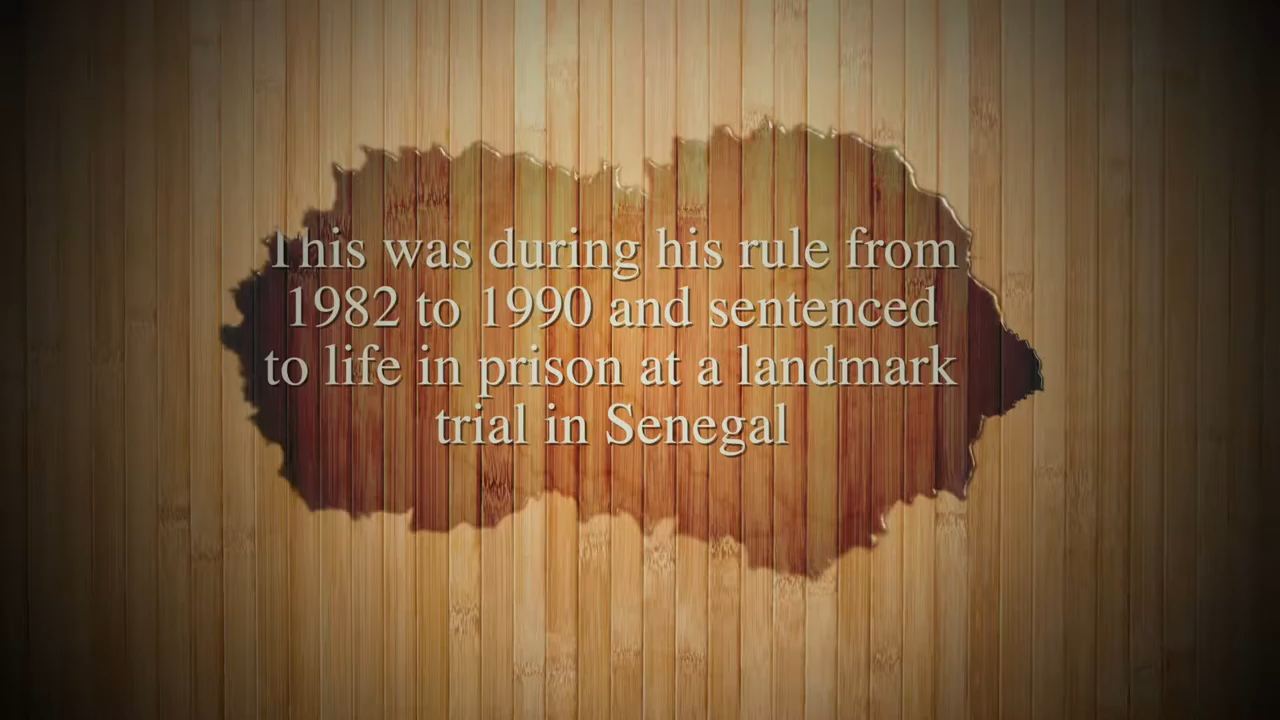 This was during his rule from
1982 to 1990 and sentenced
to life in prison at a landmark
trial in Senegal